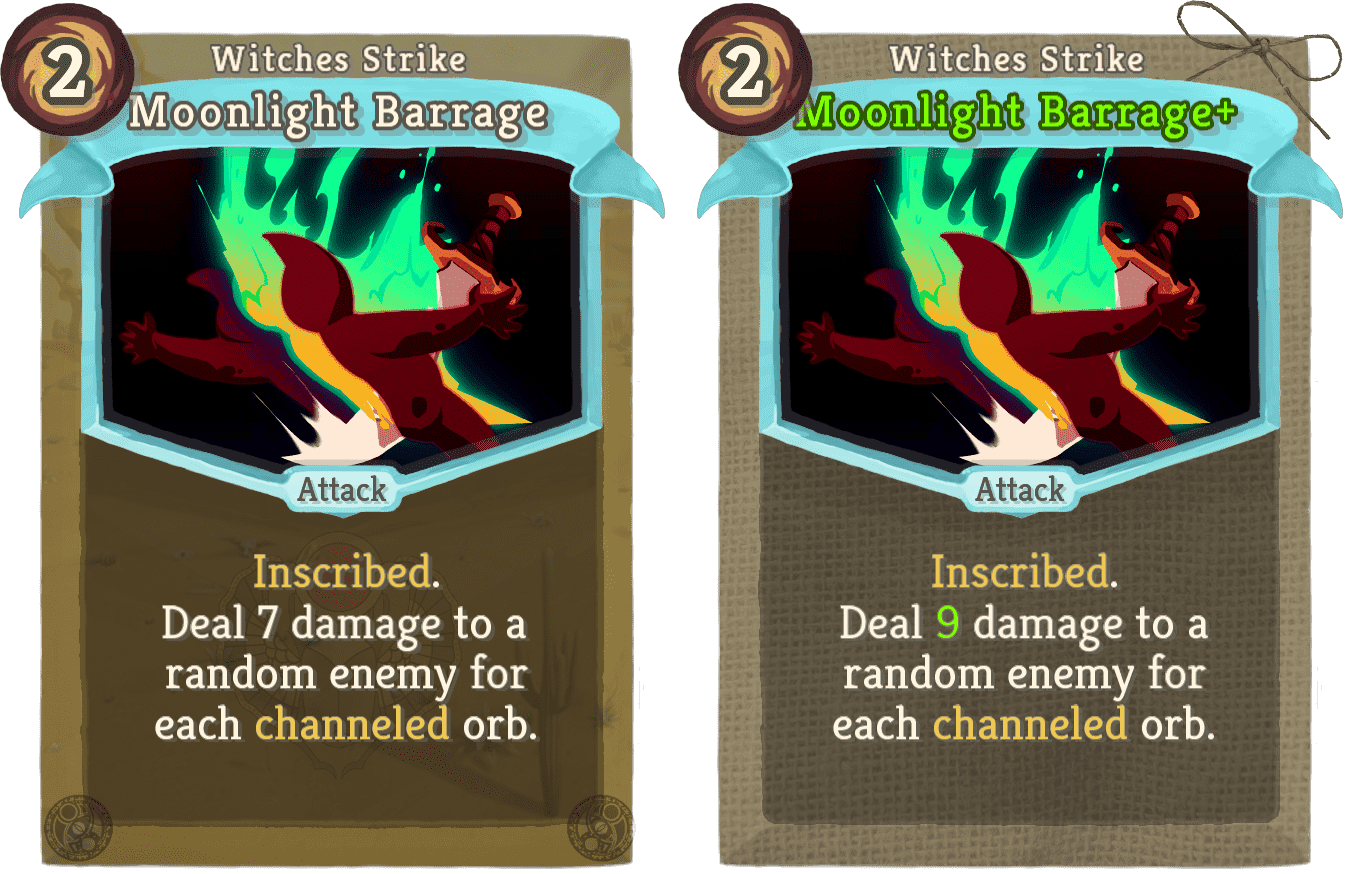 2
Witches Strike
Moonlight Barrage
Attack
Inscribed.
Deal 7 damage to a
random enemy for
each channeled orb.
2
Witches Strike
Moonlight Barrage+
Attack
Inscribed.
Deal 9 damage to a
random enemy for
each channeled orb.